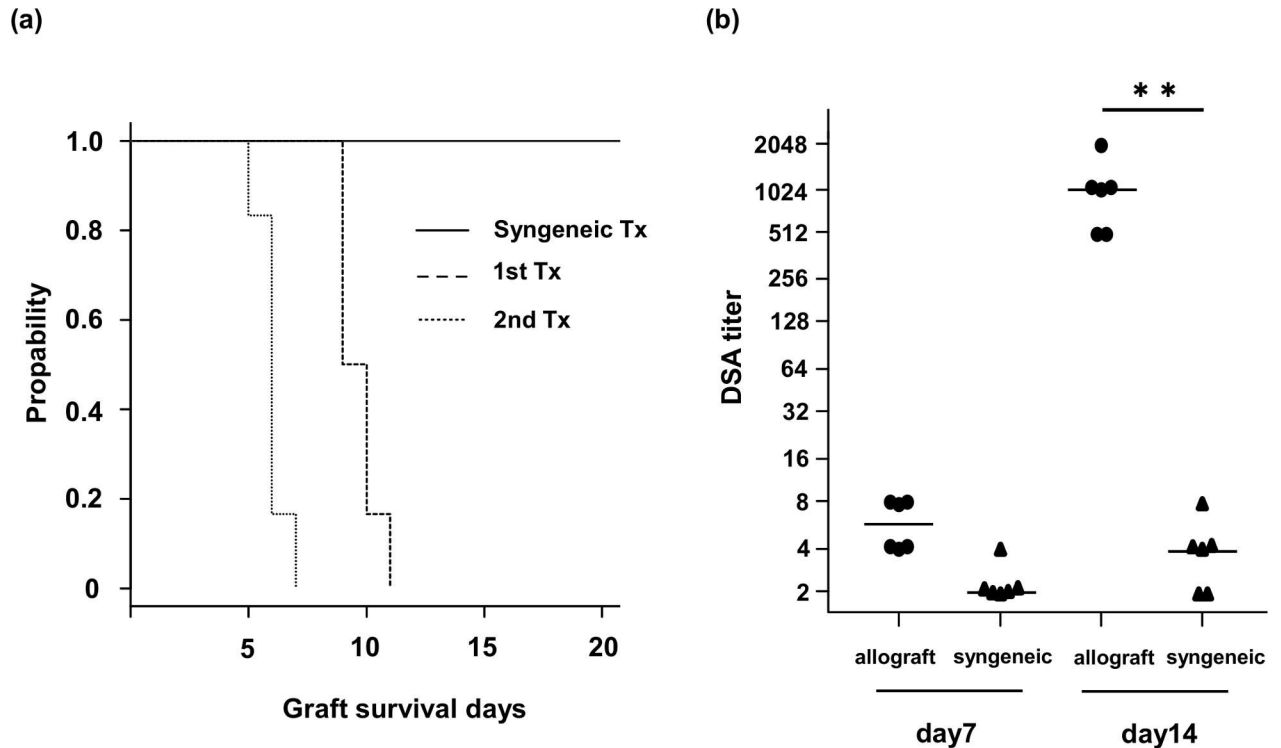 (a)
Propability
1.0
0.8
0.6
0.4
0.2
0
Syngeneic Tx
1st Tx
2nd Tx
5 10 15 20
Graft survival days
(b)
DSA titer
2048
1024
512
256
128
64
32
16
8
4
2
**
allograft syngeneic allograft syngeneic
day7 day14